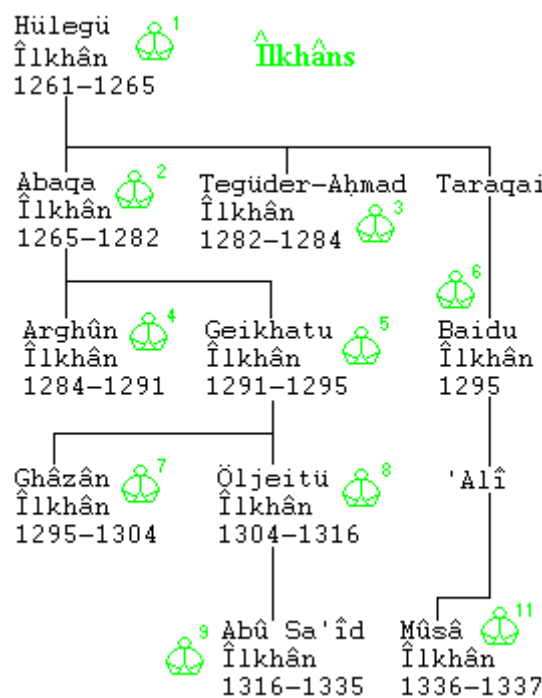 Hülegü 1
Îlkhân
1261–1265
Îlkhâns
Abaqa 2
Îlkhân
1265–1282
Tegüder–Aḥmad
Îlkhân 3
1282–1284
Taraqai
Arghûn 4
Îlkhân
1284–1291
Geikhatu 5
Îlkhân
1291–1295
6
Baidu
Îlkhân
1295
Ghâzân 7
Îlkhân
1295–1304
Öljeitü 8
Îlkhân
1304–1316
'Alî
9 Abû Sa'îd
Îlkhân
1316–1335
Mûsâ 11
Îlkhân
1336–1337